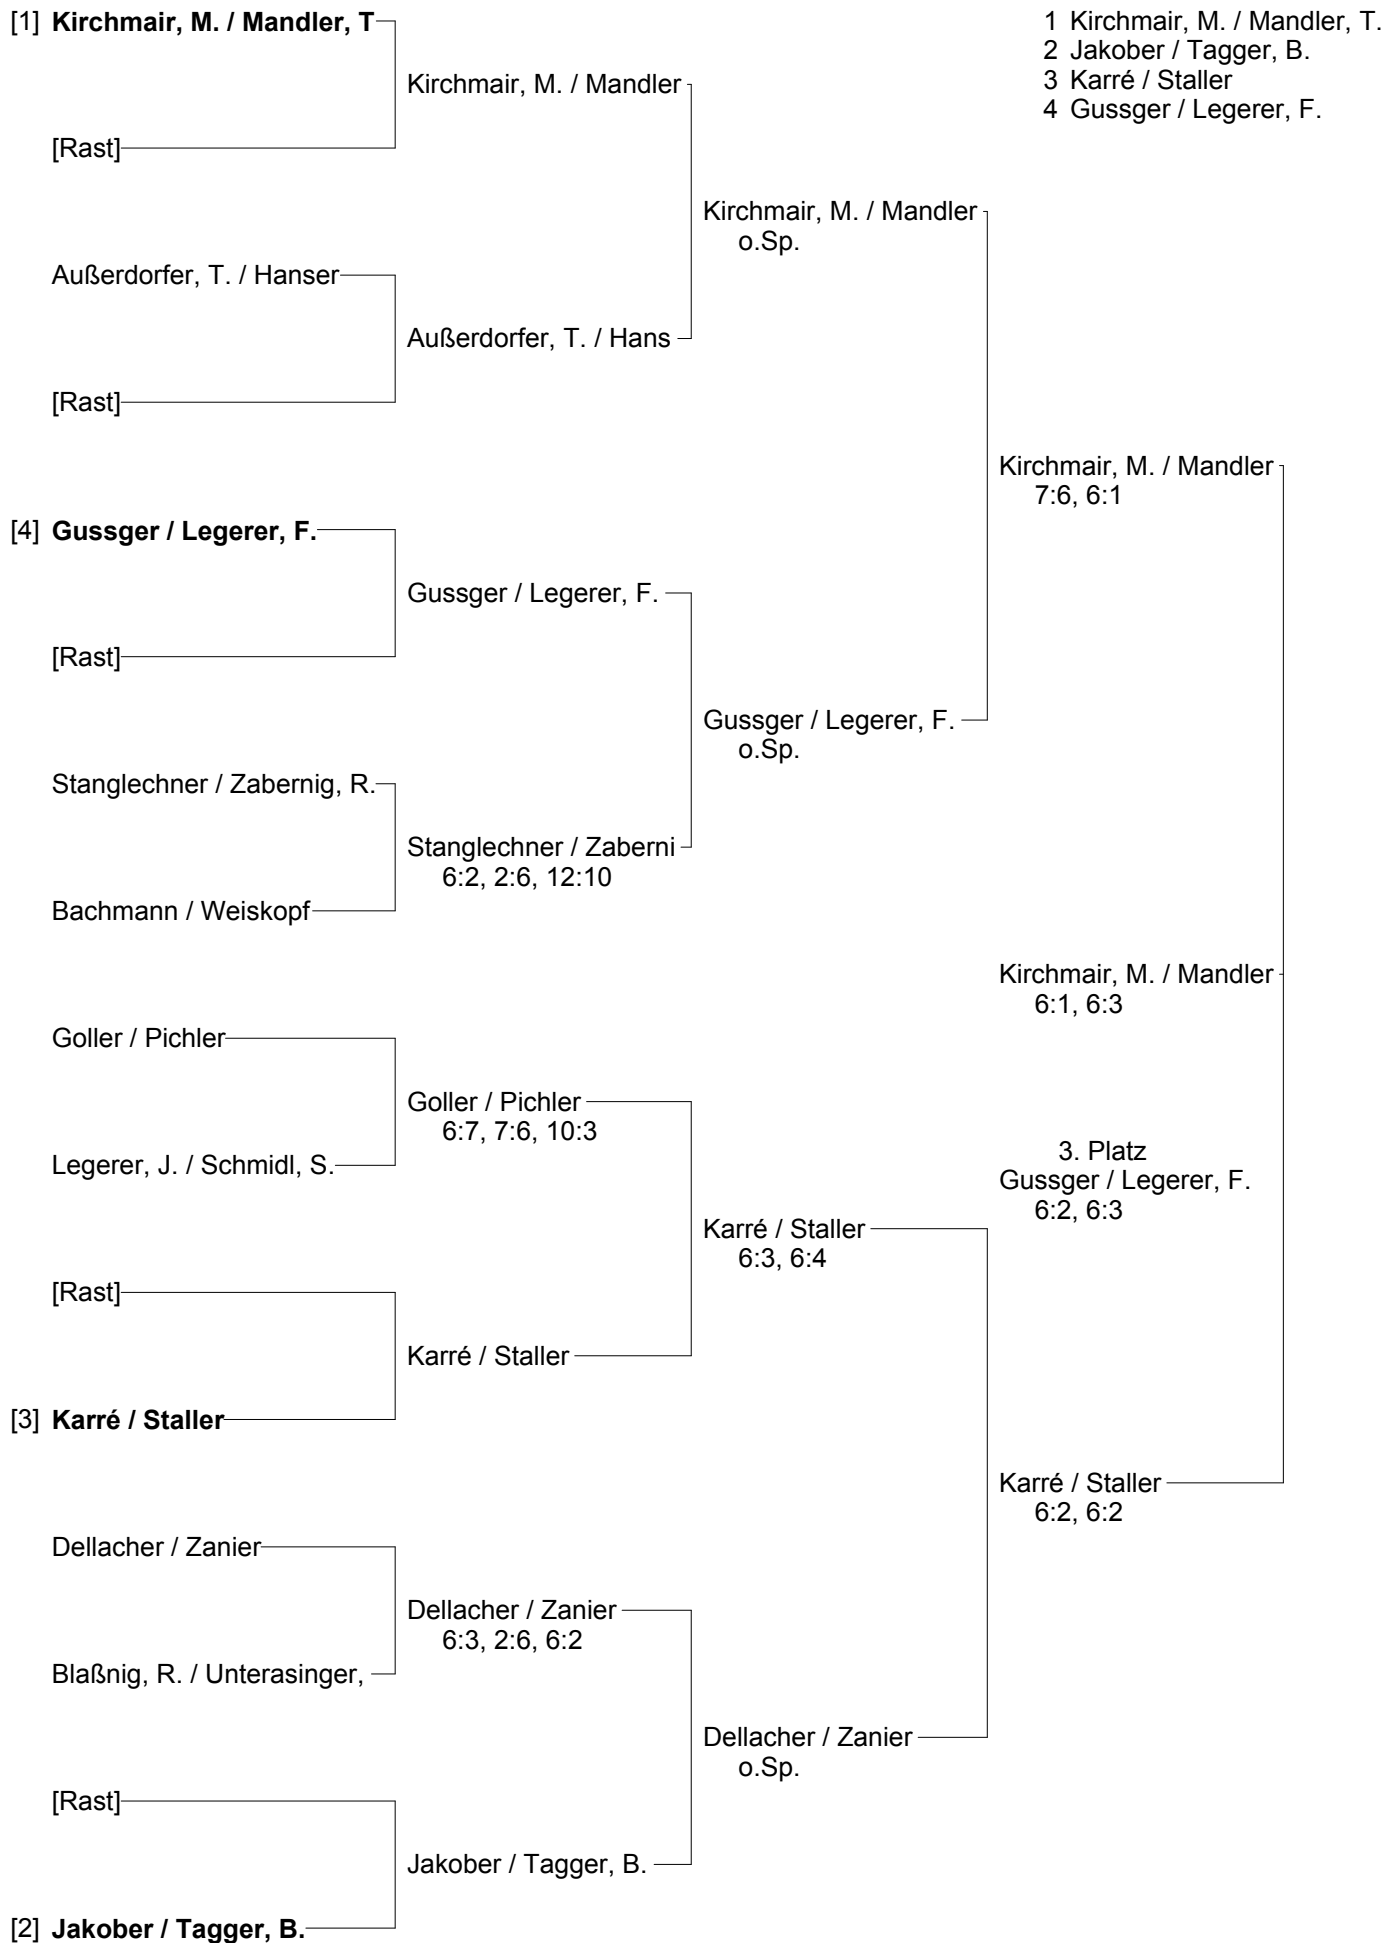 [1] Kirchmair, M. / Mandler, T
1 Kirchmair, M. / Mandler, T.
2 Jakober / Tagger, B.
3 Karré / Staller
4 Gussger / Legerer, F.
Kirchmair, M. / Mandler
[Rast]
Kirchmair, M. / Mandler
o.Sp.
Außerdorfer, T. / Hanser
Außerdorfer, T. / Hans
[Rast]
Kirchmair, M. / Mandler
7:6, 6:1
[4] Gussger / Legerer, F.
Gussger / Legerer, F.
[Rast]
Gussger / Legerer, F.
o.Sp.
Stanglechner / Zabernig, R.
Stanglechner / Zaberni
6:2, 2:6, 12:10
Bachmann / Weiskopf
Kirchmair, M. / Mandler
6:1, 6:3
Goller / Pichler
Goller / Pichler
6:7, 7:6, 10:3
Legerer, J. / Schmidl, S.
3. Platz
Gussger / Legerer, F.
6:2, 6:3
Karré / Staller
6:3, 6:4
[Rast]
Karré / Staller
[3] Karré / Staller
Karré / Staller
6:2, 6:2
Dellacher / Zanier
Dellacher / Zanier
6:3, 2:6, 6:2
Blaßnig, R. / Unterasinger,
Dellacher / Zanier
o.Sp.
[Rast]
Jakober / Tagger, B.
[2] Jakober / Tagger, B.